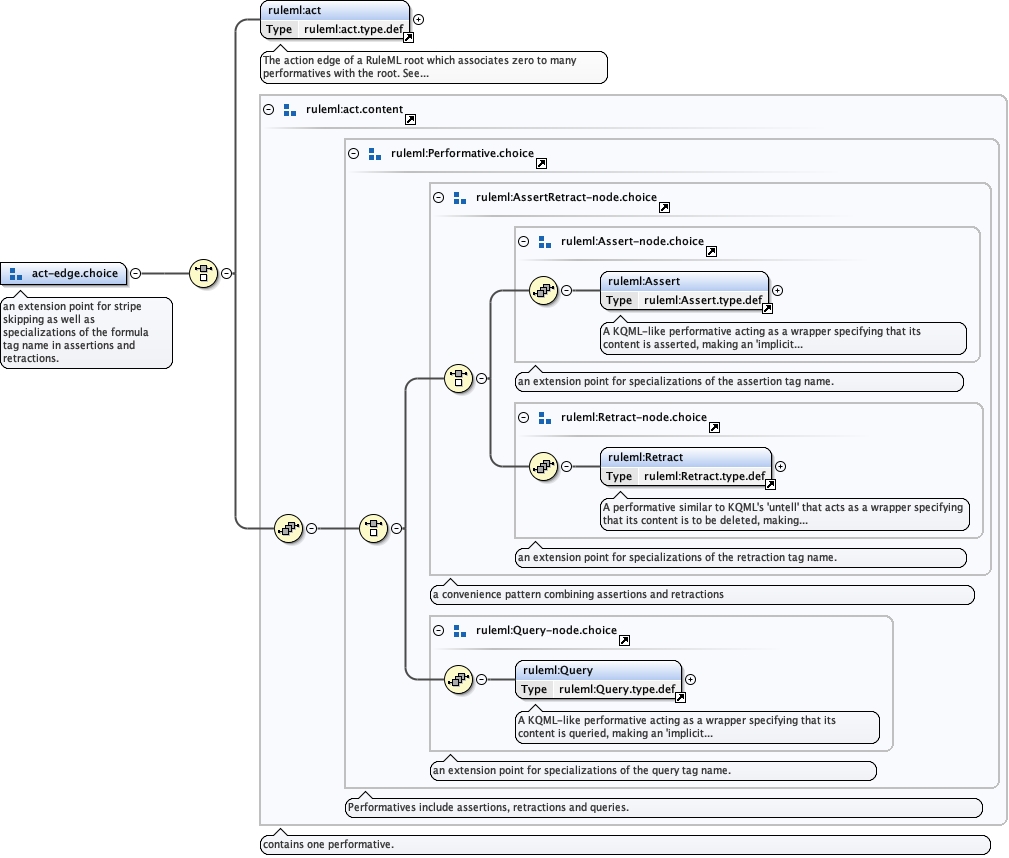 ruleml:act
Type ruleml:act.type.def
The action edge of a RuleML root which associates zero to many
performatives with the root. See...
ruleml:act.content
ruleml:Performative.choice
ruleml:AssertRetract-node.choice
ruleml:Assert-node.choice
ruleml:Assert
Type ruleml:Assert.type.def
A KQML-like performative acting as a wrapper specifying that its
content is asserted, making an 'implicit...
an extension point for specializations of the assertion tag name.
act-edge.choice
an extension point for stripe
skipping as well as
specializations of the formula
tag name in assertions and
retractions.
ruleml:Retract-node.choice
ruleml:Retract
Type ruleml:Retract.type.def
A performative similar to KQML's 'untell' that acts as a wrapper specifying
that its content is to be deleted, making...
an extension point for specializations of the retraction tag name.
a convenience pattern combining assertions and retractions
ruleml:Query-node.choice
ruleml:Query
Type ruleml:Query.type.def
A KQML-like performative acting as a wrapper specifying that its
content is queried, making an 'implicit...
an extension point for specializations of the query tag name.
Performatives include assertions, retractions and queries.
contains one performative.